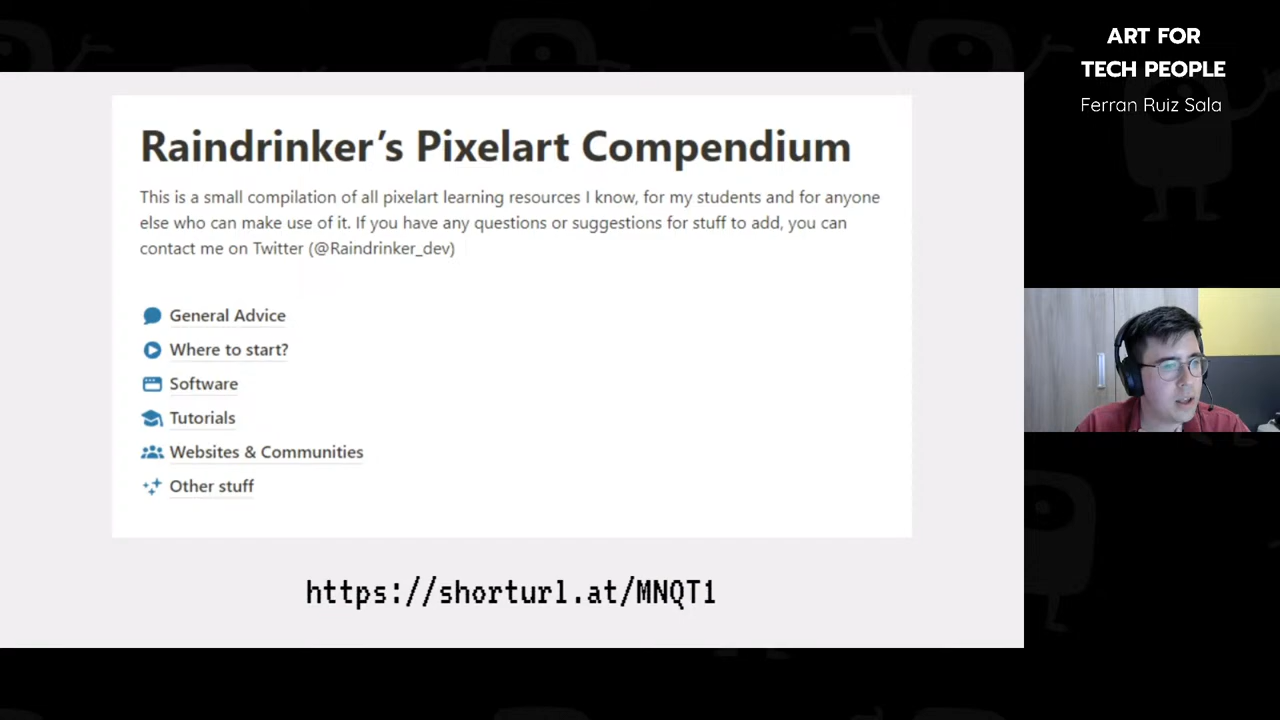 ART FOR
TECH PEOPLE
Ferran Ruiz Sala
Raindrinker’s Pixelart Compendium
This is a small compilation of all pixelart learning resources I know, for my students and for anyone
else who can make use of it. If you have any questions or suggestions for stuff to add, you can
contact me on Twitter (@Raindrinker_dev)
General Advice
Where to start?
Software
Tutorials
Websites & Communities
Other stuff
https://shorturl.at/MNQT1